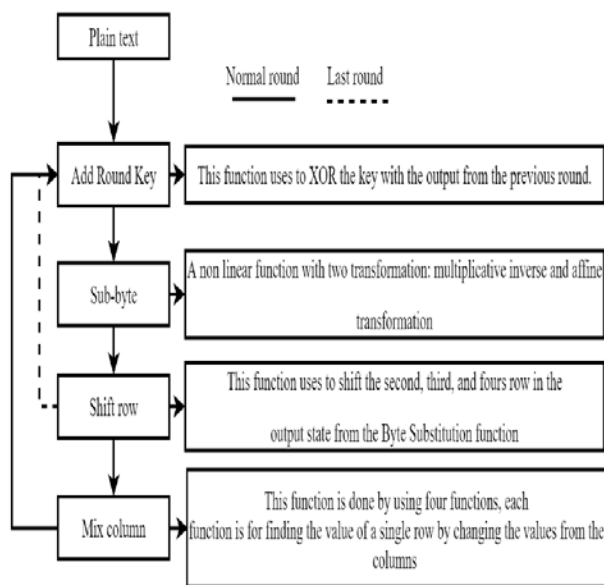 Plain text
Normal round Last round
Add Round Key
This function uses to XOR the key with the output from the previous round.
Sub-byte
A non linear function with two transformation: multiplicative inverse and affine
transformation
Shift row
This function uses to shift the second, third, and fours row in the
output state from the Byte Substitution function
Mix column
This function is done by using four functions, each
function is for finding the value of a single row by changing the values from the
columns